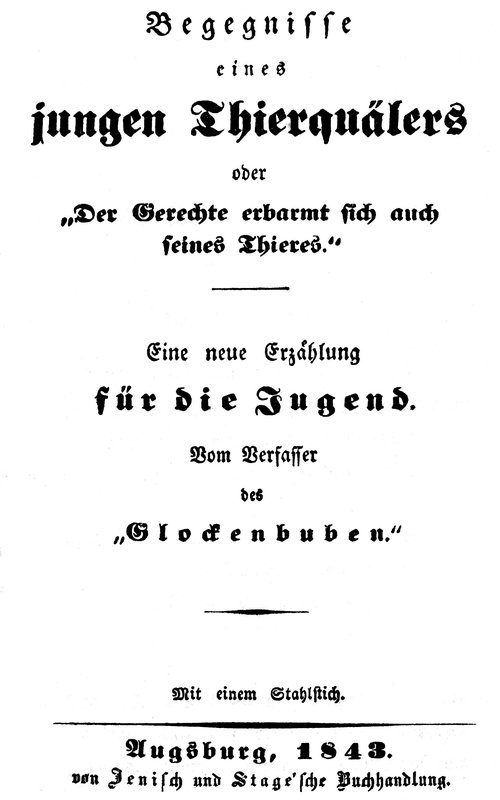 Begegnisse
eines
jungen Thierquälers
oder
„Der Gerechte erbarmt sich auch
seines Thieres.“
Eine neue Erzählung
für die Jugend.
Vom Verfasser
des
„Glockenbuben.“
Mit einem Stahlstich.
Augsburg, 1843.
von Jenisch und Stage'sche Buchhandlung.